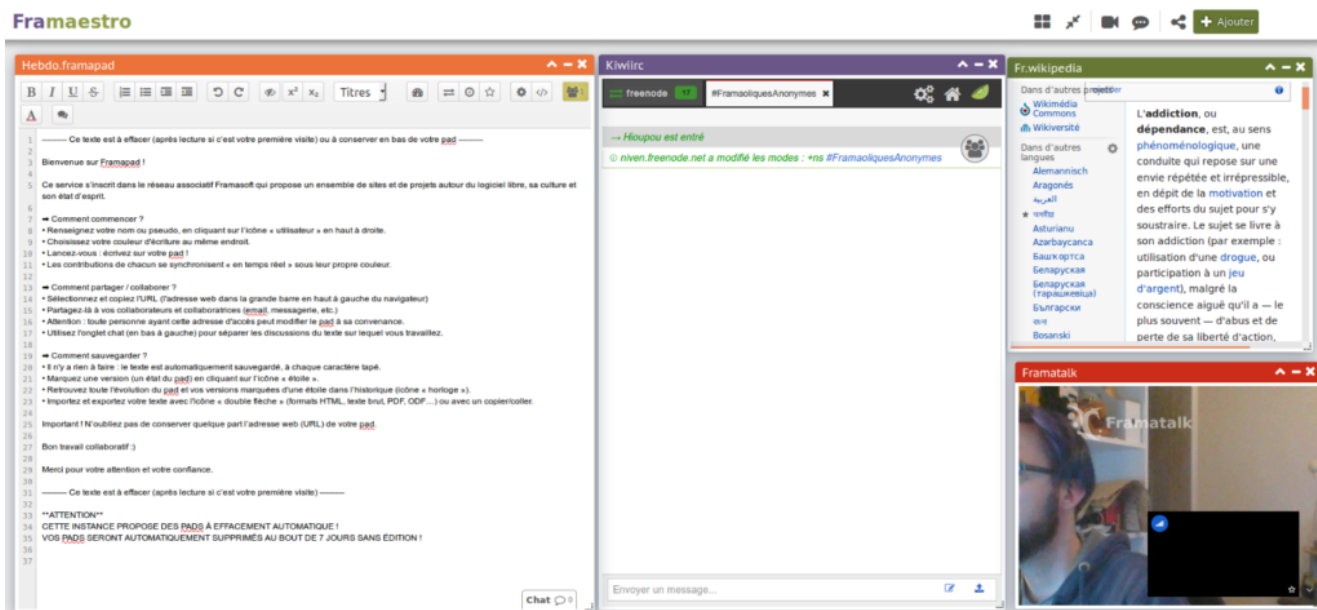 Framaestro
Ajouter
Hebdo.framapad
B I U S
Titres
A
1 
--------- Ce texte est à effacer (après lecture si c'est votre première visite) ou à conserver en bas de votre pad ---------
Bienvenue sur Framapad !
Ce service s'inscrit dans le réseau associatif Framasoft qui propose un ensemble de sites et de projets autour du logiciel libre, sa culture et
son état d'esprit.
➡ Comment commencer ?
• Renseignez votre nom ou pseudo, en cliquant sur l'icône « utilisateur » en haut à droite.
• Choisissez votre couleur d'écriture au même endroit.
• Lancez-vous : écrivez sur votre pad !
• Les contributions de chacun se synchronisent « en temps réel » sous leur propre couleur.
➡ Comment partager / collaborer ?
• Sélectionnez et copiez l'URL (l'adresse web dans la grande barre en haut à gauche du navigateur)
• Partagez-là à vos collaborateurs et collaboratrices (email, messagerie, etc.)
• Attention : toute personne ayant cette adresse d'accès peut modifier le pad à sa convenance.
• Utilisez l'onglet chat (en bas à gauche) pour séparer les discussions du texte sur lequel vous travaillez.
➡ Comment sauvegarder ?
• Il n'y a rien à faire : le texte est automatiquement sauvegardé, à chaque caractère tapé.
• Marquez une version (un état du pad) en cliquant sur l'icône « étoile ».
• Retrouvez toute l'évolution du pad et vos versions marquées d'une étoile dans l'historique (icône « horloge »).
• Importez et exportez votre texte avec l'icône « double flèche » (formats HTML, texte brut, PDF, ODF…) ou avec un copier/coller.
Important ! N'oubliez pas de conserver quelque part l'adresse web (URL) de votre pad.
Bon travail collaboratif :)
Merci pour votre attention et votre confiance.
--------- Ce texte est à effacer (après lecture si c'est votre première visite) ---------
**ATTENTION**
CETTE INSTANCE PROPOSE DES PADS À EFFACEMENT AUTOMATIQUE !
VOS PADS SERONT AUTOMATIQUEMENT SUPPRIMÉS AU BOUT DE 7 JOURS SANS ÉDITION !
Chat 0
Kiwiirc
freenode 17 #FramaoliquesAnonymes
→ Hioupou est entré
niven.freenode.net a modifié les modes : +ns #FramaoliquesAnonymes
Envoyer un message...
Fr.wikipedia
Dans d'autres projets
Wikimédia
Commons
Wikiversité
Dans d'autres
langues
Alemannisch
Aragonés
العربية
Asturianu
Azərbaycanca
Башҡортса
Беларуская
Беларуская
(тарашкевіца)
Български
বাংলা
Bosanski
L'addiction, ou
dépendance, est, au sens
phénoménologique, une
conduite qui repose sur une
envie répétée et irrépressible,
en dépit de la motivation et
des efforts du sujet pour s'y
soustraire. Le sujet se livre à
son addiction (par exemple :
utilisation d'une drogue, ou
participation à un jeu
d'argent), malgré la
conscience aiguë qu'il a — le
plus souvent — d'abus et de
perte de sa liberté d'action,
Framatalk
Framatalk